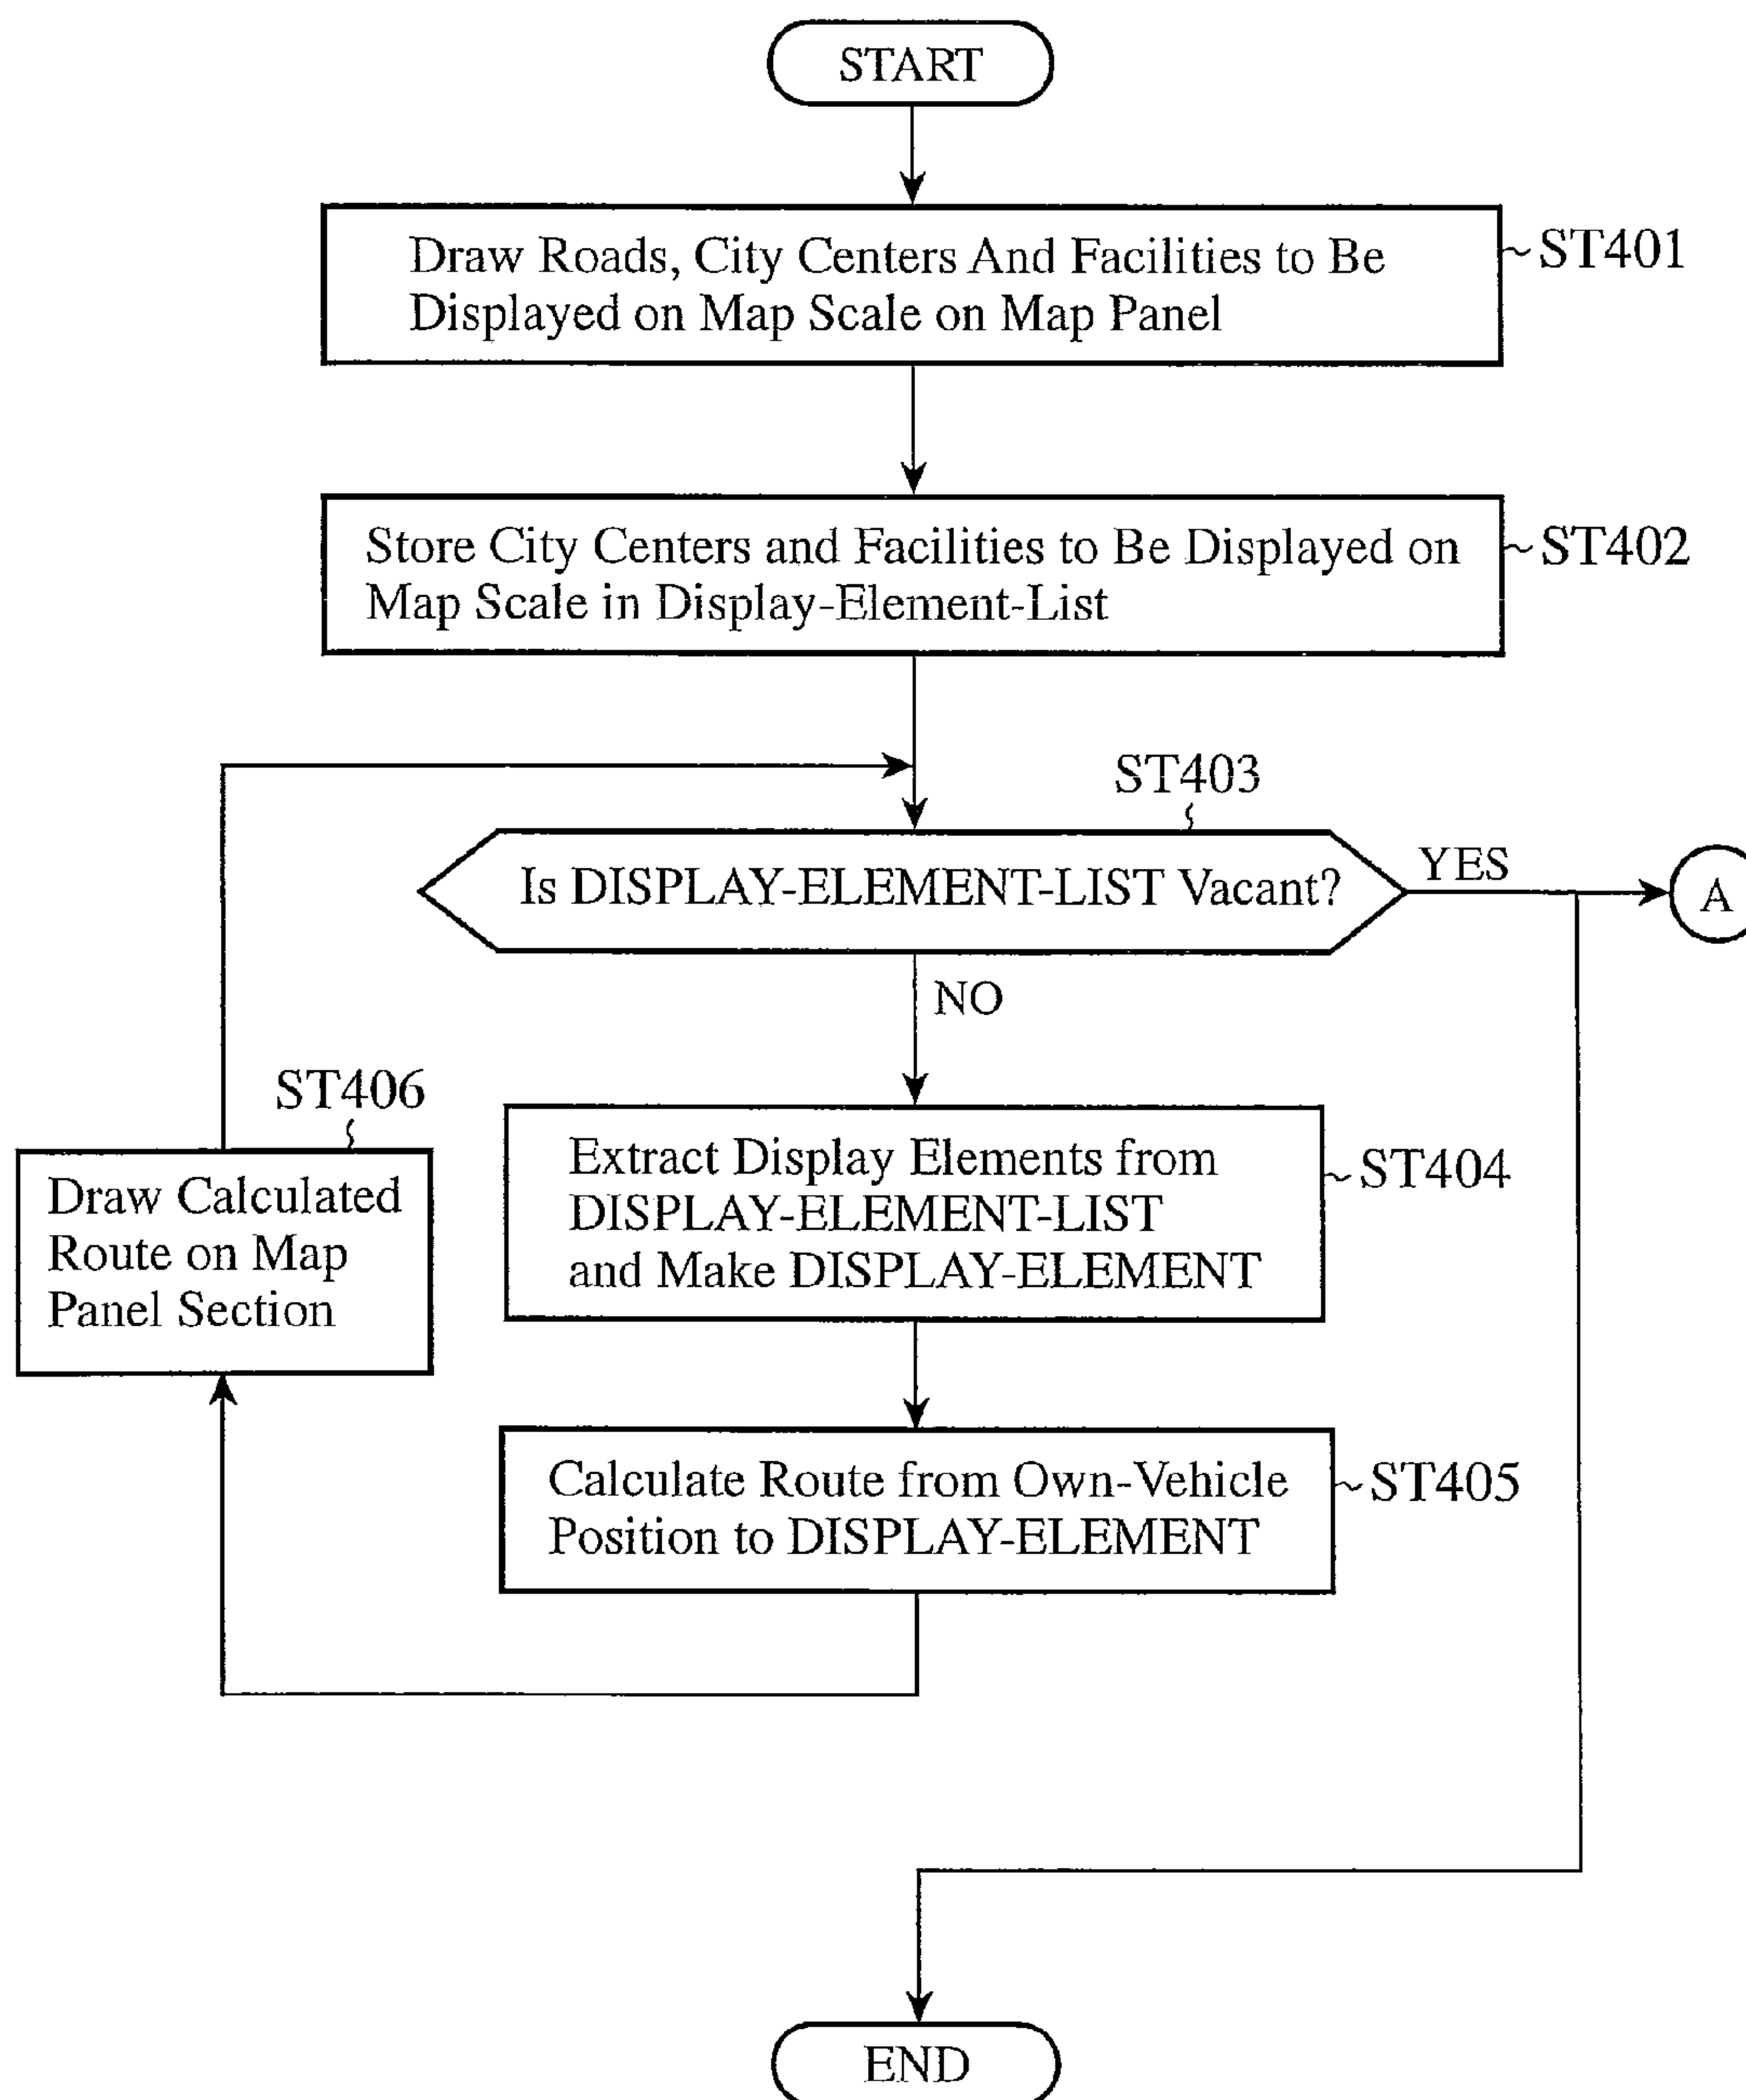 START
Draw Roads, City Centers And Facilities to Be
Displayed on Map Scale on Map Panel
ST401
Store City Centers and Facilities to Be Displayed on
Map Scale in Display-Element-List
ST402
ST403
Is DISPLAY-ELEMENT-LIST Vacant?
YES
A
NO
ST406
Draw Calculated
Route on Map
Panel Section
Extract Display Elements from
DISPLAY-ELEMENT-LIST
and Make DISPLAY-ELEMENT
ST404
Calculate Route from Own-Vehicle
Position to DISPLAY-ELEMENT
ST405
END